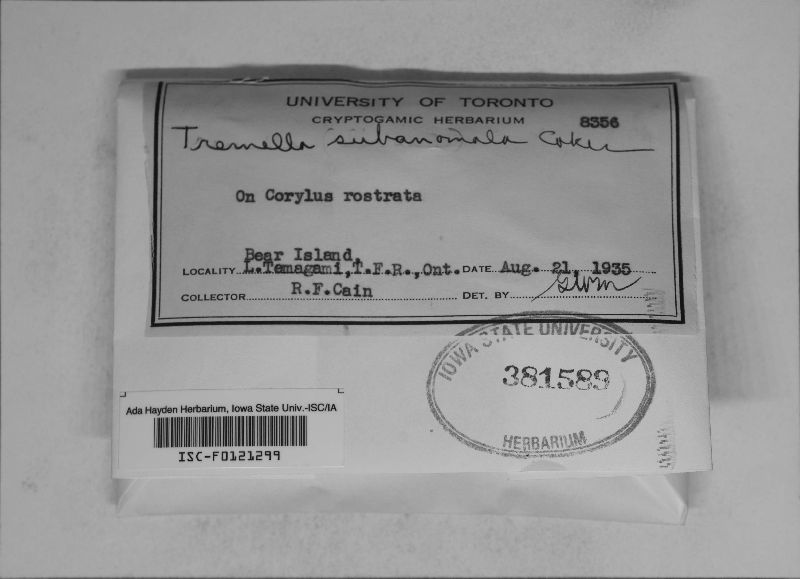 UNIVERSITY OF TORONTO
CRYPTOGAMIC HERBARIUM 8356
Tremella subanomala Coker
On Corylus rostrata
Bear Island,
LOCALITY L.Temagami,T.F.R.,Ont. DATE Aug. 21, 1935
COLLECTOR R.F.Cain DET. BY GWM
IOWA STATE UNIVERSITY
381589
HERBARIUM
Ada Hayden Herbarium, Iowa State Univ.-ISC/IA
ISC-F0121299